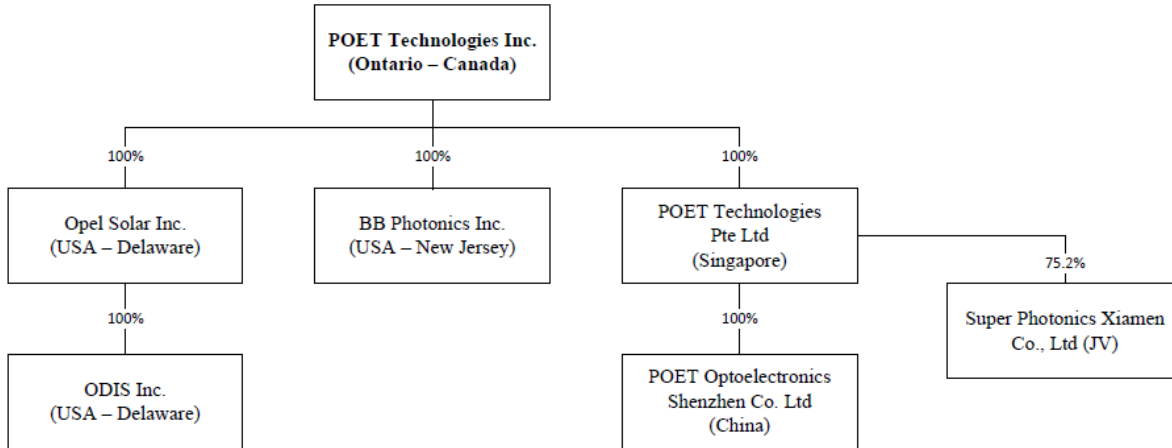 POET Technologies Inc.
(Ontario – Canada)
100%
100%
100%
Opel Solar Inc.
(USA – Delaware)
BB Photonics Inc.
(USA – New Jersey)
POET Technologies
Pte Ltd
(Singapore)
75.2%
100%
100%
Super Photonics Xiamen
Co., Ltd (JV)
ODIS Inc.
(USA – Delaware)
POET Optoelectronics
Shenzhen Co. Ltd
(China)